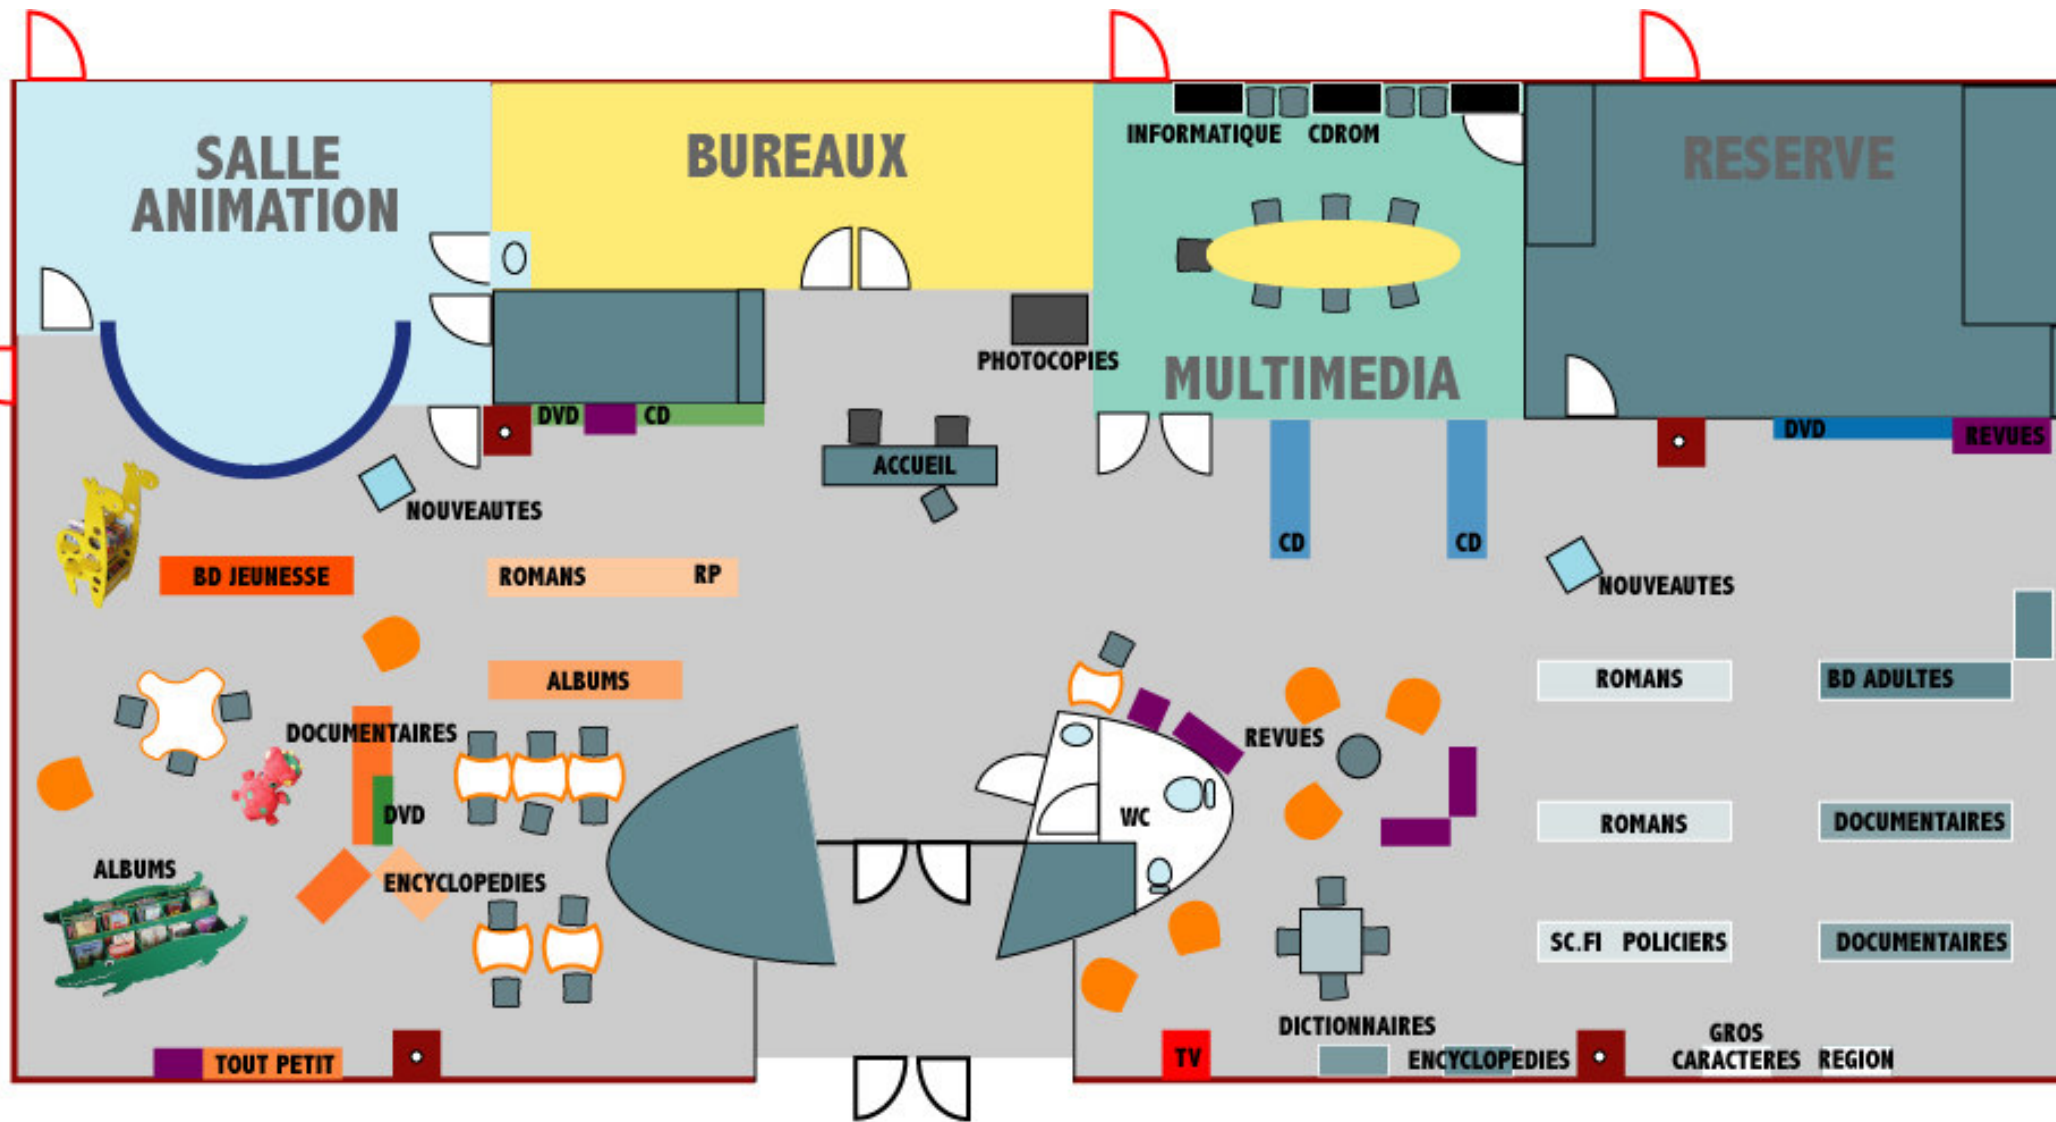 SALLE
ANIMATION
BUREAUX
INFORMATIQUE CDROM
RESERVE
MULTIMEDIA
PHOTOCOPIES
DVD CD
ACCUEIL
DVD
REVUES
NOUVEAUTES
CD
CD
NOUVEAUTES
BD JEUNESSE
ROMANS RP
ALBUMS
ROMANS
BD ADULTES
DOCUMENTAIRES
REVUES
DVD
WC
ROMANS
DOCUMENTAIRES
ALBUMS
ENCYCLOPEDIES
SC.FI POLICIERS
DOCUMENTAIRES
DICTIONNAIRES
GROS
CARACTERES
TOUT PETIT
TV
ENCYCLOPEDIES
REGION